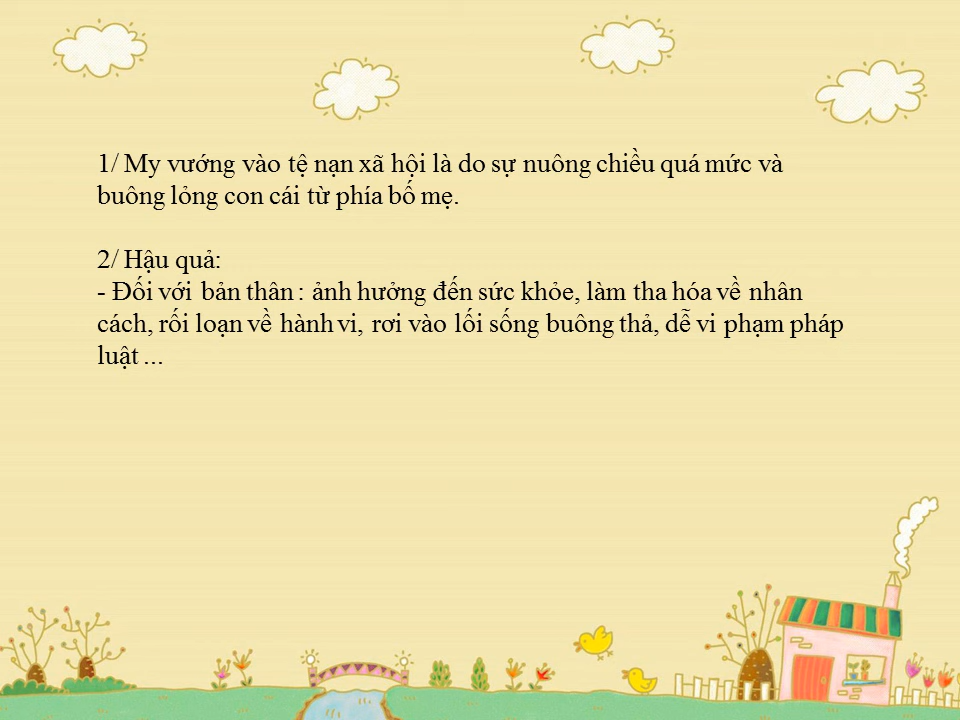 1/ My vướng vào tệ nạn xã hội là do sự nuông chiều quá mức và
buông lỏng con cái từ phía bố mẹ.
2/ Hậu quả:
- Đối với bản thân : ảnh hưởng đến sức khỏe, làm tha hóa về nhân
cách, rối loạn về hành vi, rơi vào lối sống buông thả, dễ vi phạm pháp
luật ...